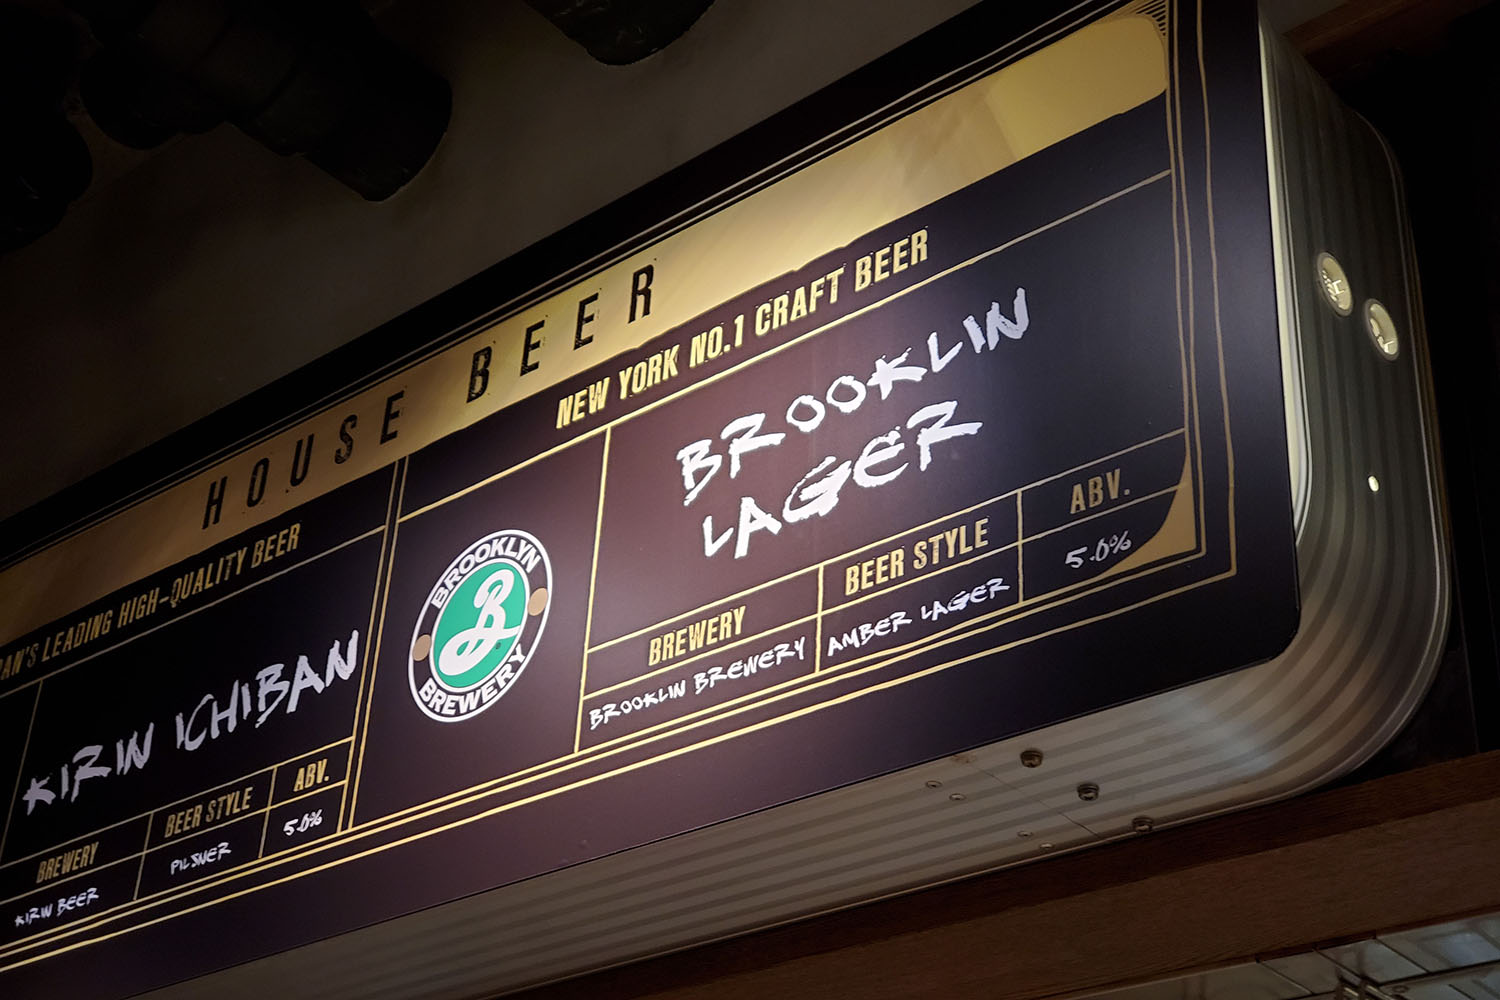 HOUSE BEER
PAN'S LEADING HIGH-QUALITY BEER
KIRIN ICHIBAN
BREWERY
BEER STYLE
ABV.
KIRIN BEER
PILSNER
5.0%
NEW YORK NO.1 CRAFT BEER
BROOKLYN
B
BREWERY
BROOKLIN
LAGER
BREWERY
BEER STYLE
ABV.
BROOKLIN BREWERY
AMBER LAGER
5.0%